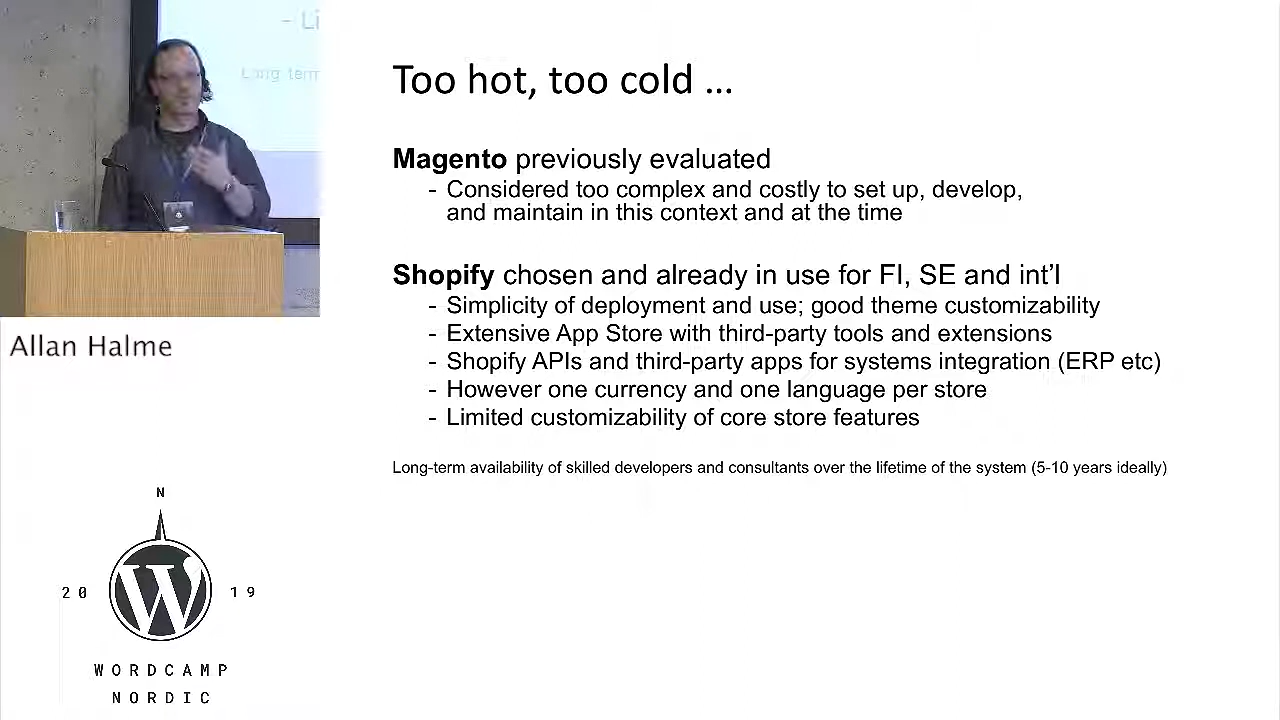 - Li
Long term
Too hot, too cold ...
Magento previously evaluated
- Considered too complex and costly to set up, develop,
and maintain in this context and at the time
Shopify chosen and already in use for FI, SE and int'l
- Simplicity of deployment and use; good theme customizability
- Extensive App Store with third-party tools and extensions
- Shopify APIs and third-party apps for systems integration (ERP etc)
- However one currency and one language per store
- Limited customizability of core store features
Long-term availability of skilled developers and consultants over the lifetime of the system (5-10 years ideally)
Allan Halme
N
20 19
WORDCAMP
NORDIC